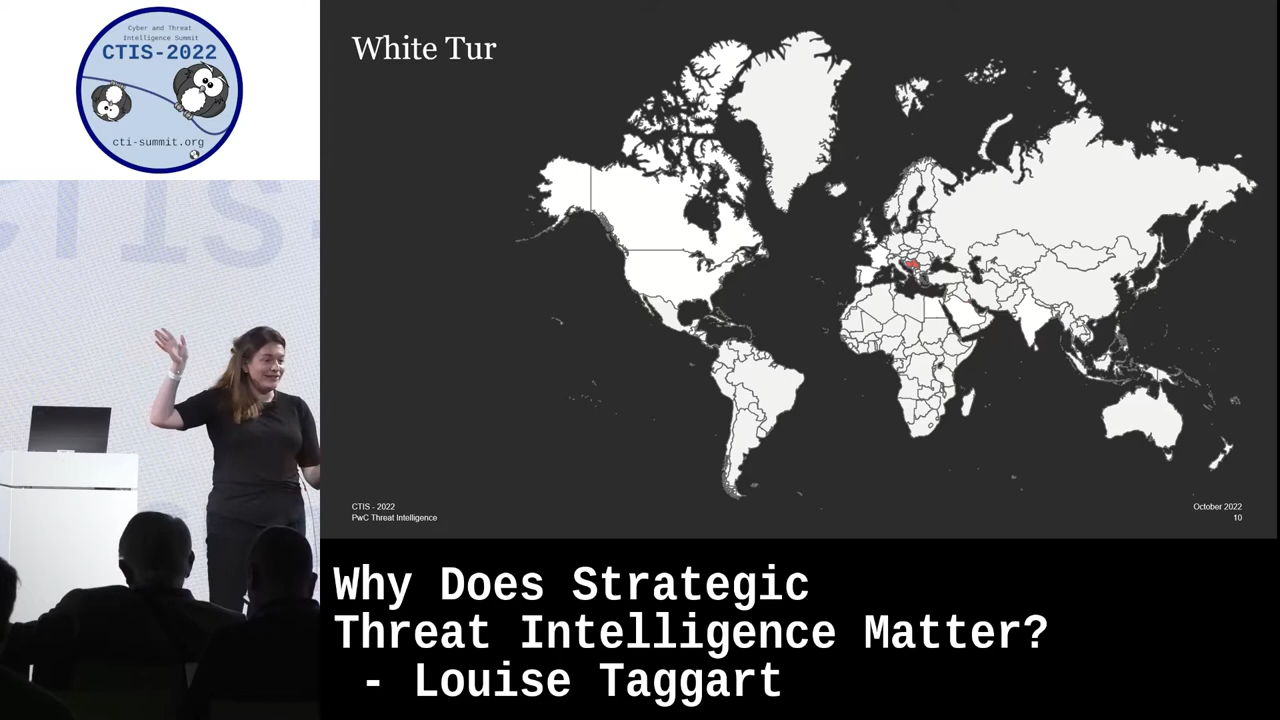 Cyber and Threat
Intelligence Summit
CTIS-2022
cti-summit.org
CTIS
White Tur
CTIS - 2022
PwC Threat Intelligence
October 2022
10
Why Does Strategic
Threat Intelligence Matter?
- Louise Taggart